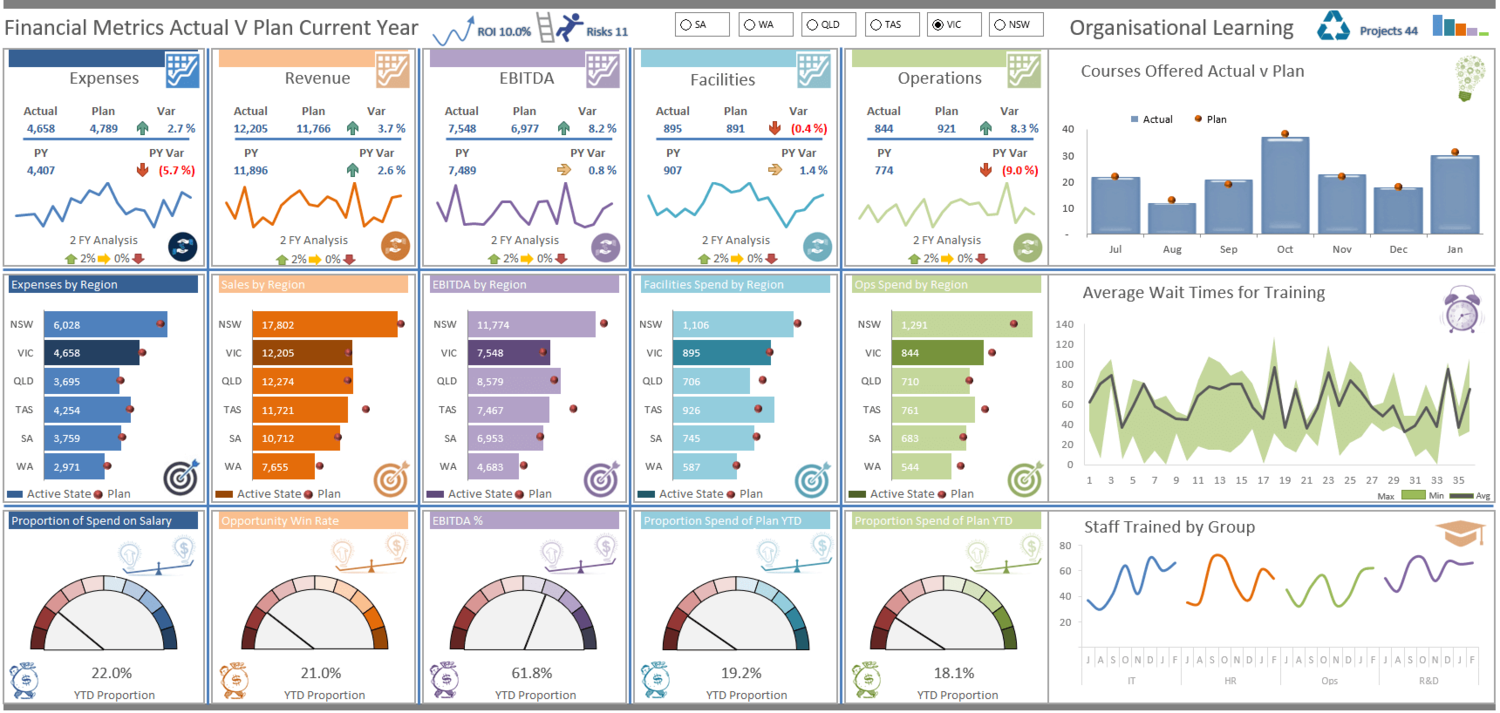 Financial Metrics Actual V Plan Current Year
ROI 10.0%
Risks 11
SA
WA
QLD
TAS
VIC
NSW
Organisational Learning
Projects 44
Expenses
Actual Plan Var
4,658 4,789 2.7 %
PY PY Var
4,407 (5.7 %)
2 FY Analysis
2% 0%
Revenue
Actual Plan Var
12,205 11,766 3.7 %
PY PY Var
11,896 2.6 %
2 FY Analysis
2% 0%
EBITDA
Actual Plan Var
7,548 6,977 8.2 %
PY PY Var
7,489 0.8 %
2 FY Analysis
2% 0%
Facilities
Actual Plan Var
895 891 (0.4 %)
PY PY Var
907 1.4 %
2 FY Analysis
2% 0%
Operations
Actual Plan Var
844 921 8.3 %
PY PY Var
774 (9.0 %)
2 FY Analysis
2% 0%
Courses Offered Actual v Plan
Actual Plan
40
30
20
10
-
Jul Aug Sep Oct Nov Dec Jan
Expenses by Region
NSW 6,028
VIC 4,658
QLD 3,695
TAS 4,254
SA 3,759
WA 2,971
Active State Plan
Sales by Region
NSW 17,802
VIC 12,205
QLD 12,274
TAS 11,721
SA 10,712
WA 7,655
Active State Plan
EBITDA by Region
NSW 11,774
VIC 7,548
QLD 8,579
TAS 7,467
SA 6,953
WA 4,683
Active State Plan
Facilities Spend by Region
NSW 1,106
VIC 895
QLD 706
TAS 926
SA 745
WA 587
Active State Plan
Ops Spend by Region
NSW 1,291
VIC 844
QLD 710
TAS 761
SA 683
WA 544
Active State Plan
Average Wait Times for Training
140
120
100
80
60
40
20
0
1 3 5 7 9 11 13 15 17 19 21 23 25 27 29 31 33 35
Max Min Avg
Proportion of Spend on Salary
22.0%
YTD Proportion
Opportunity Win Rate
21.0%
YTD Proportion
EBITDA %
61.8%
YTD Proportion
Proportion Spend of Plan YTD
19.2%
YTD Proportion
Proportion Spend of Plan YTD
18.1%
YTD Proportion
Staff Trained by Group
80
60
40
20
J A S O N D J F J A S O N D J F J A S O N D J F J A S O N D J F
IT HR Ops R&D